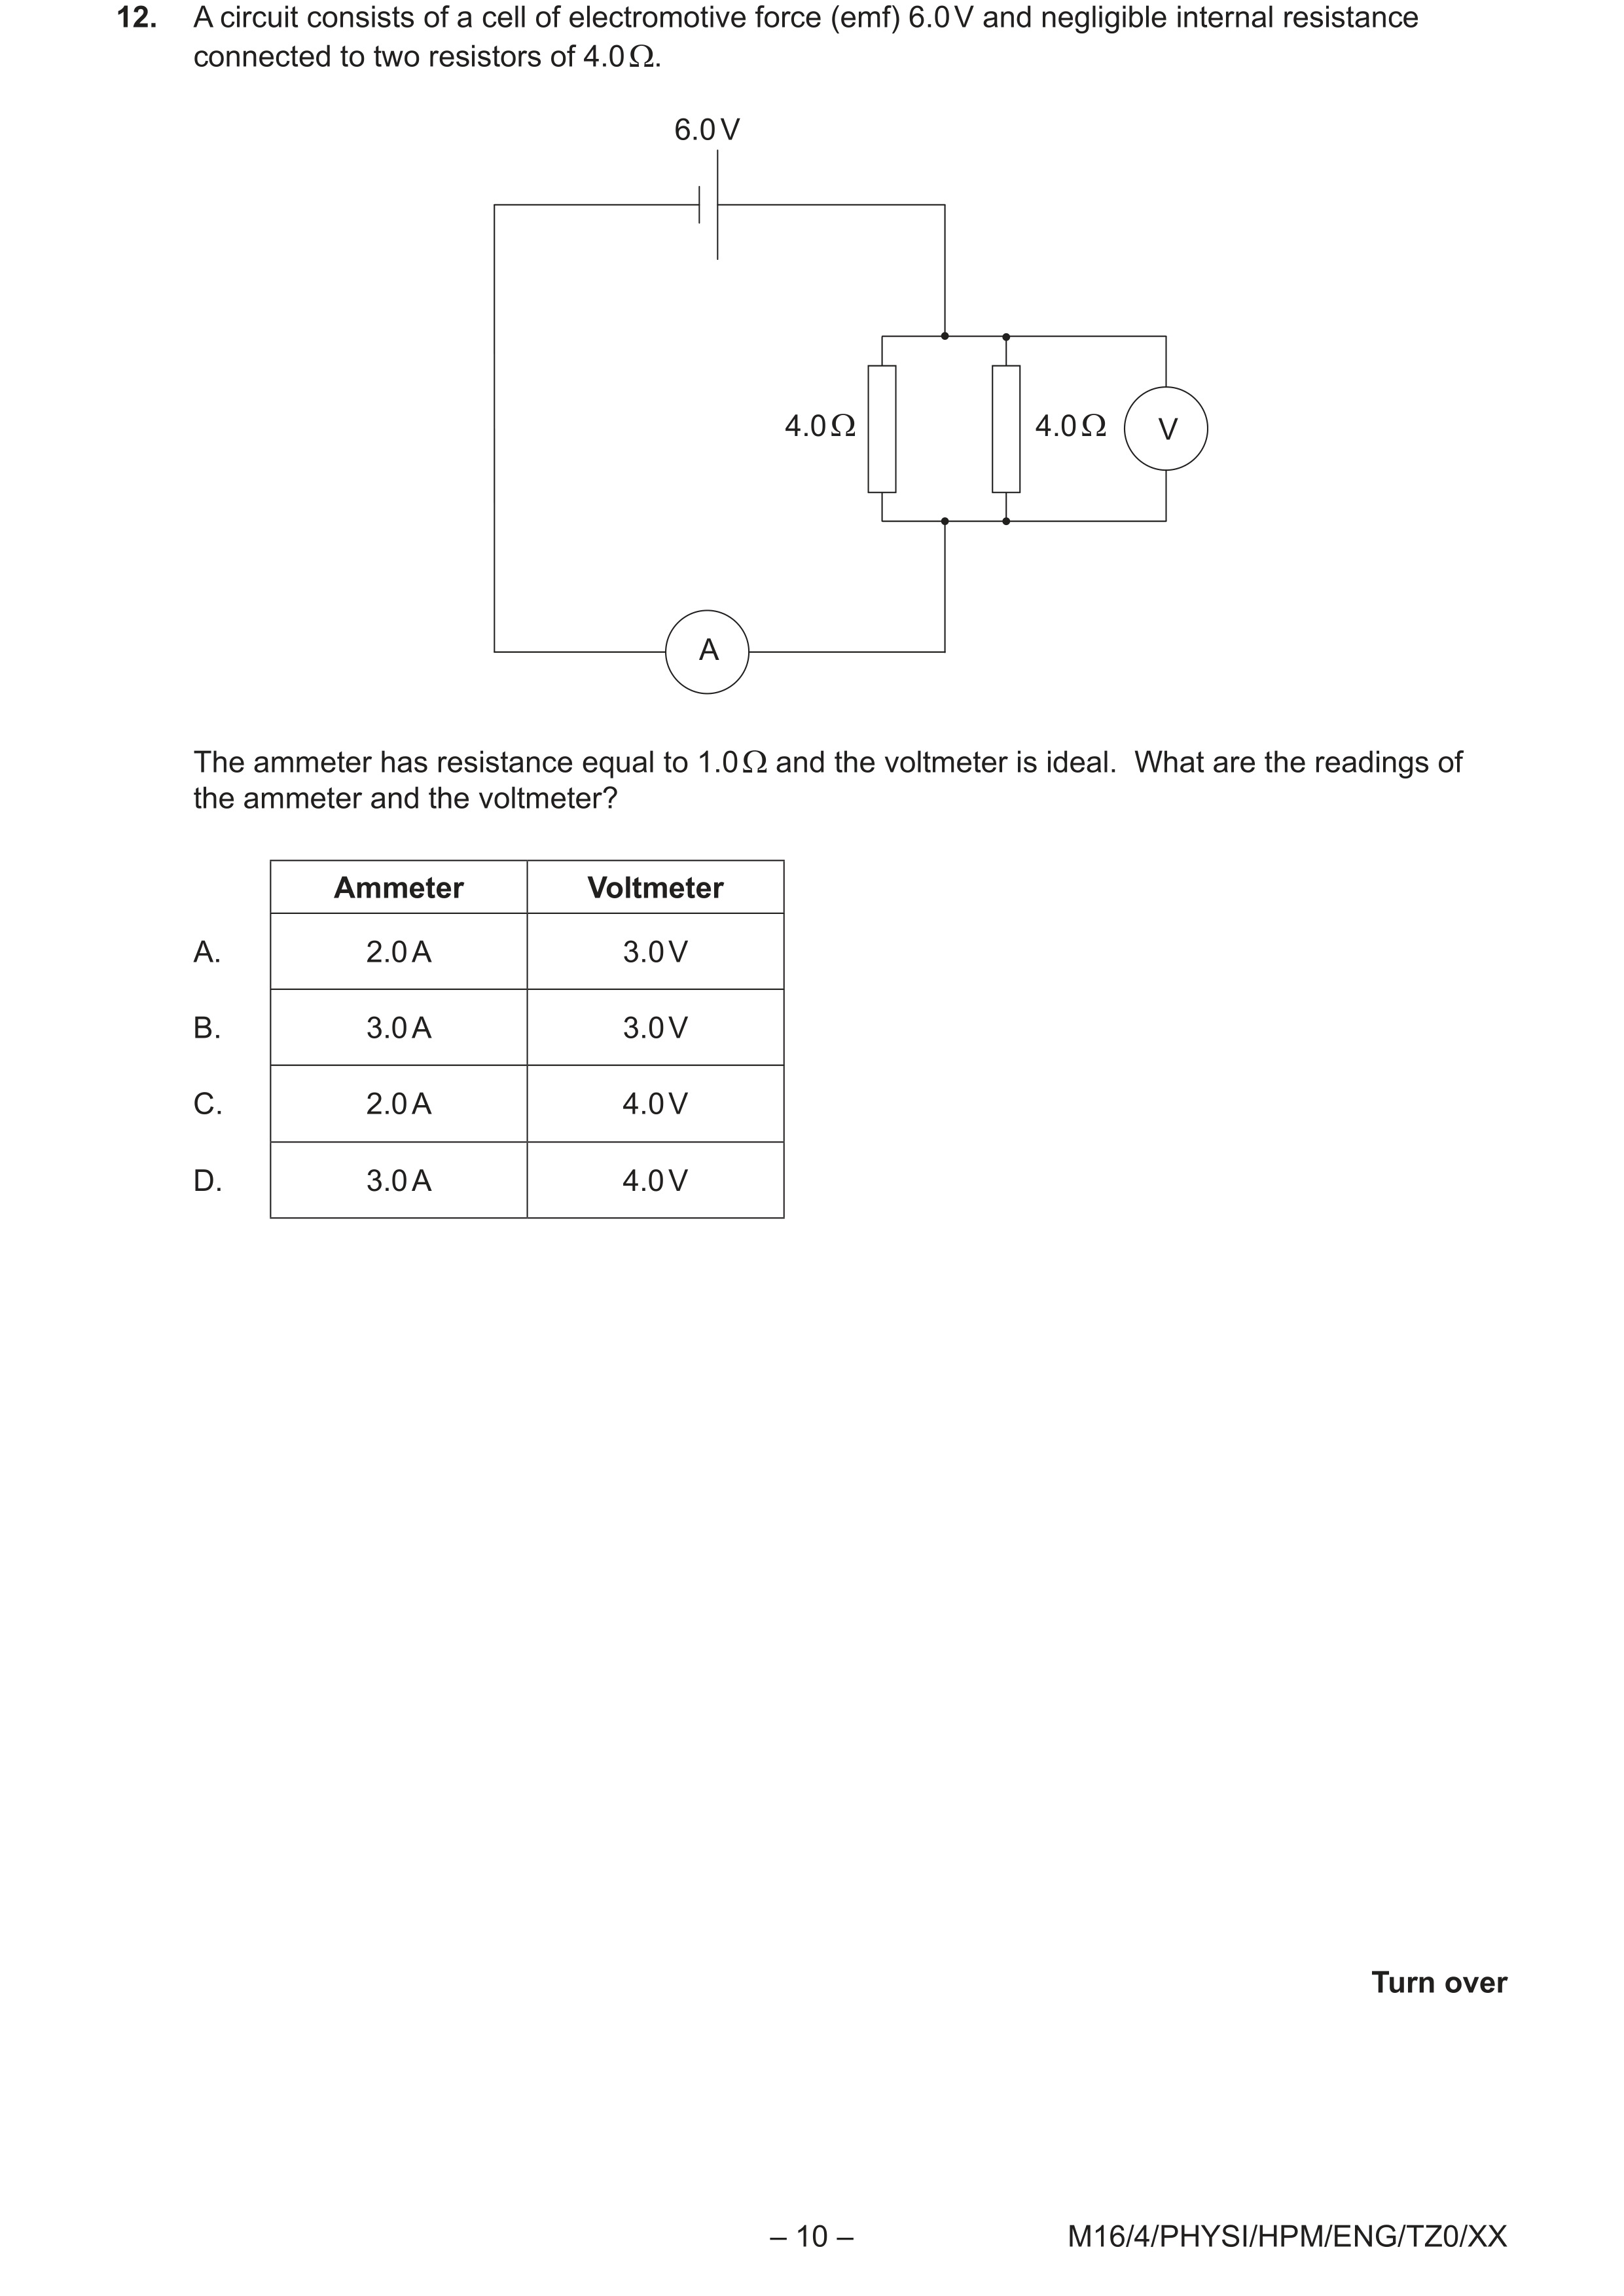 12. A circuit consists of a cell of electromotive force (emf) 6.0 V and negligible internal resistance
connected to two resistors of 4.0 Ω.
6.0 V
4.0 Ω
4.0 Ω
V
A
The ammeter has resistance equal to 1.0 Ω and the voltmeter is ideal. What are the readings of
the ammeter and the voltmeter?
Ammeter Voltmeter
A. 2.0 A 3.0 V
B. 3.0 A 3.0 V
C. 2.0 A 4.0 V
D. 3.0 A 4.0 V
Turn over
– 10 –
M16/4/PHYSI/HPM/ENG/TZ0/XX